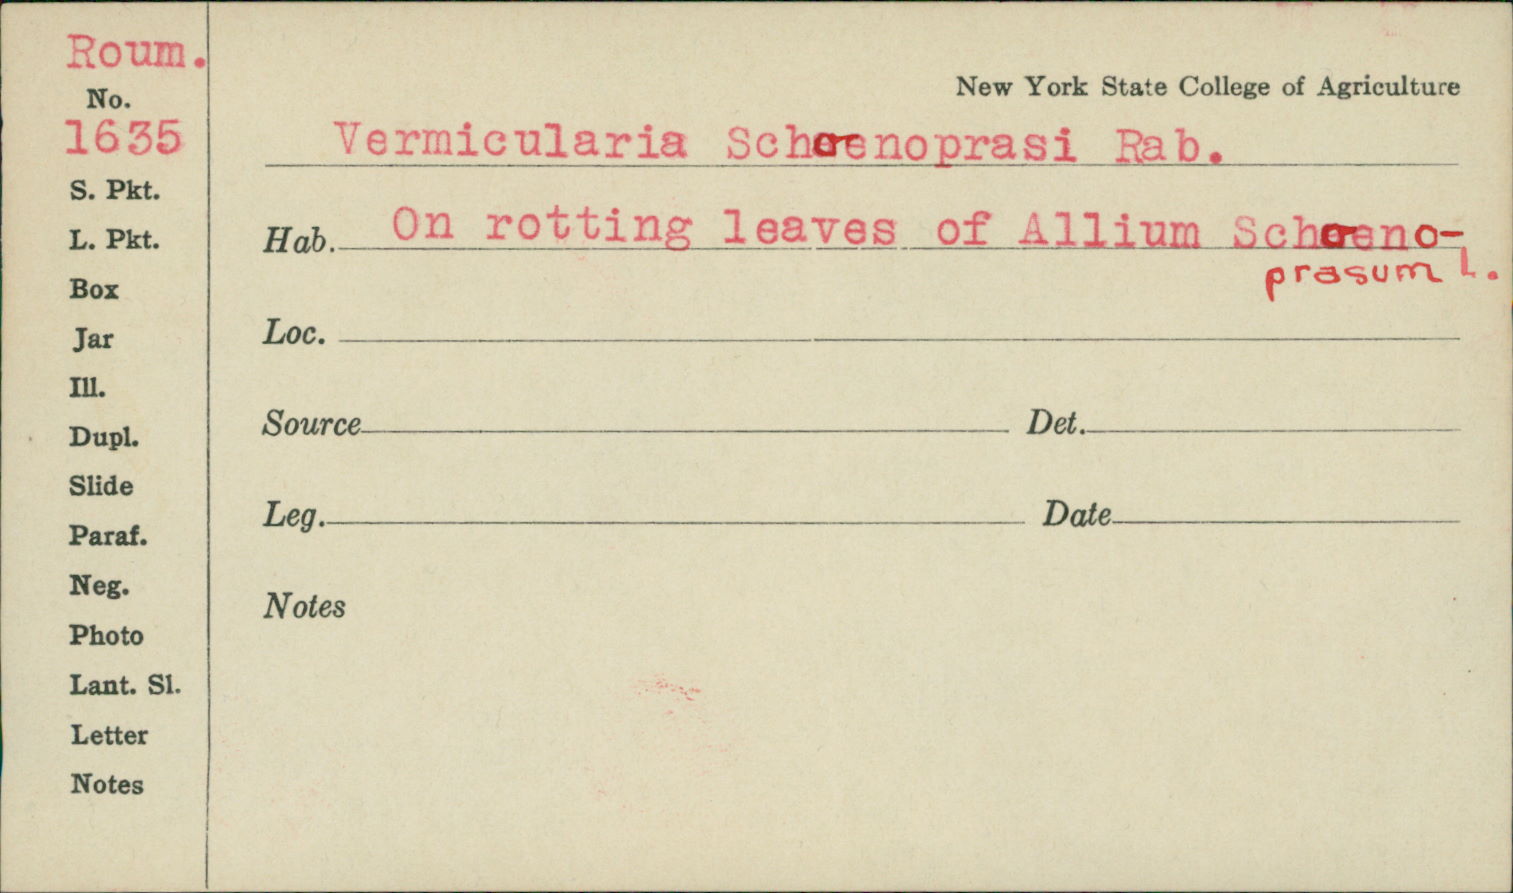 Roum.
No.
1635
S. Pkt.
L. Pkt.
Box
Jar
Ill.
Dupl.
Slide
Paraf.
Neg.
Photo
Lant. Sl.
Letter
Notes
New York State College of Agriculture
Vermicularia Schoenoprasi Rab.
Hab. On rotting leaves of Allium Schoeno-
prasum L.
Loc.
Source Det.
Leg. Date
Notes